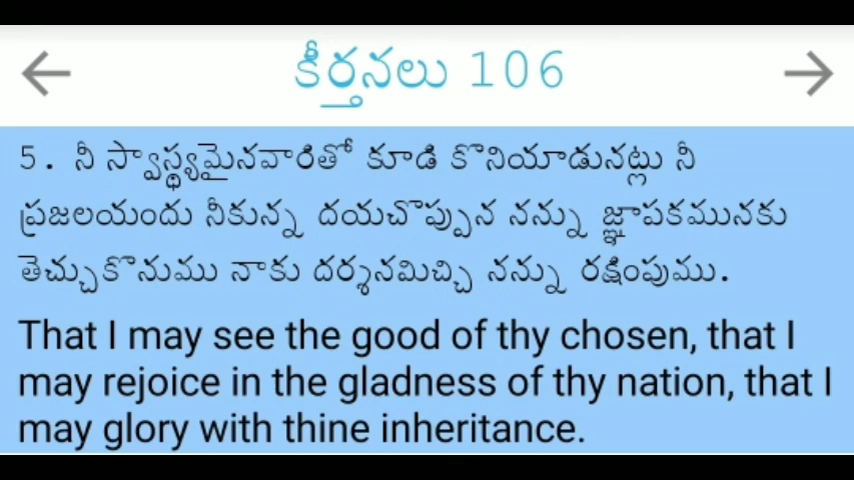 కీర్తనలు 106
5. నీ స్వాస్థ్యమైనవారితో కూడి కొనియాడునట్లు నీ
ప్రజలయందు నీకున్న దయచొప్పున నన్ను జ్ఞాపకమునకు
తెచ్చుకొనుము నాకు దర్శనమిచ్చి నన్ను రక్షింపుము.
That I may see the good of thy chosen, that I
may rejoice in the gladness of thy nation, that I
may glory with thine inheritance.